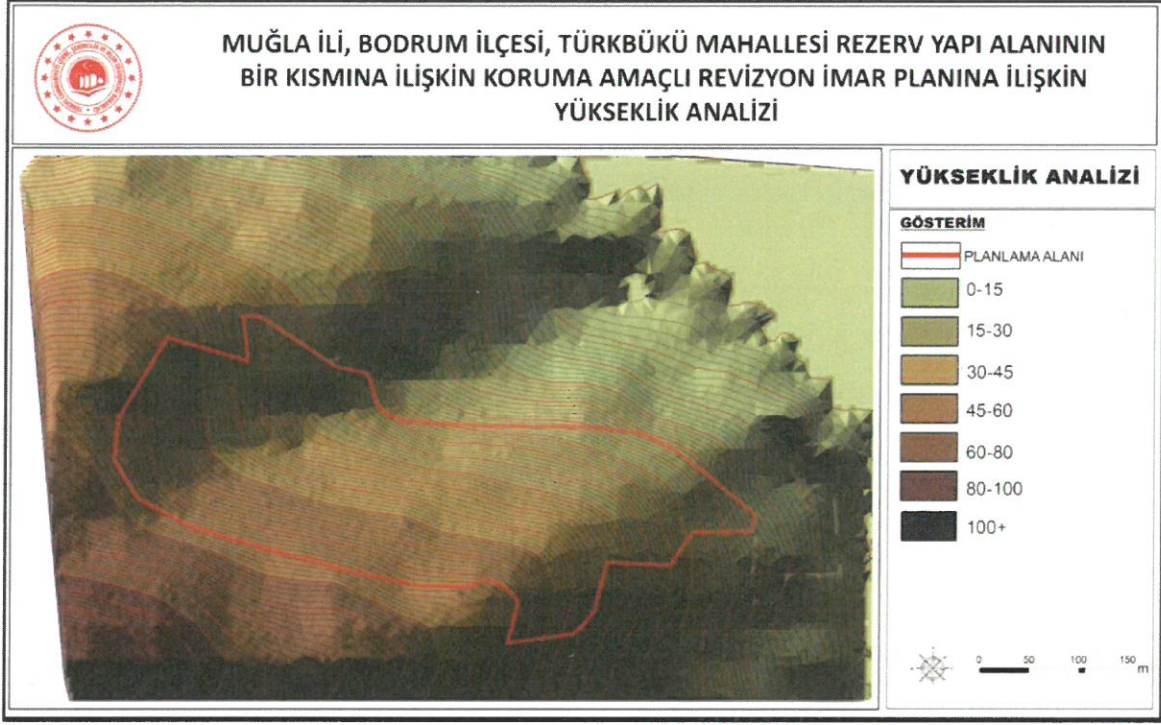 MUĞLA İLİ, BODRUM İLÇESİ, TÜRKBÜKÜ MAHALLESİ REZERV YAPI ALANININ
BİR KISMINA İLİŞKİN KORUMA AMAÇLI REVİZYON İMAR PLANINA İLİŞKİN
YÜKSEKLİK ANALİZİ
YÜKSEKLİK ANALİZİ
GÖSTERİM
PLANLAMA ALANI
0-15
15-30
30-45
45-60
60-80
80-100
100+
0 50 100 150 m